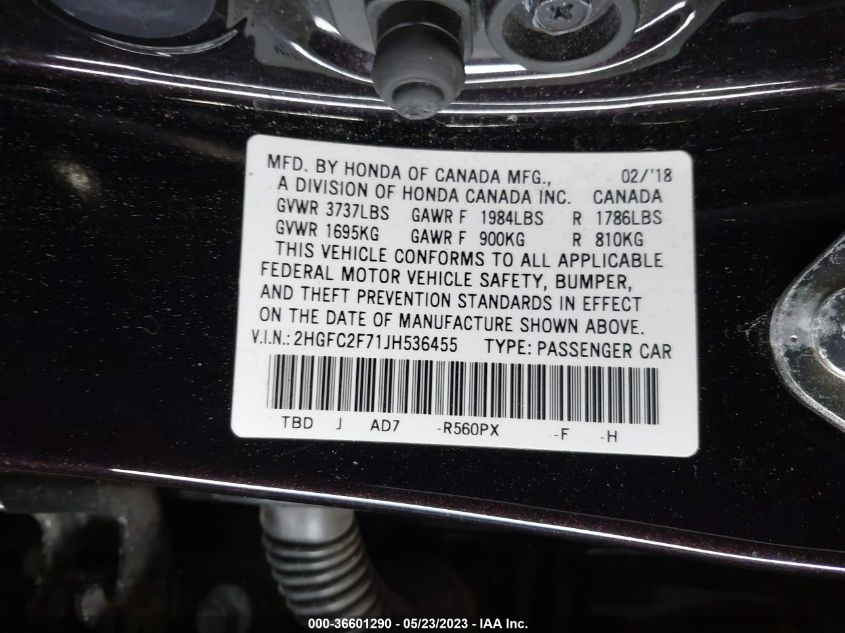 MFD. BY HONDA OF CANADA MFG., 02/'18
A DIVISION OF HONDA CANADA INC. CANADA
GVWR 3737LBS GAWR F 1984LBS R 1786LBS
GVWR 1695KG GAWR F 900KG R 810KG
THIS VEHICLE CONFORMS TO ALL APPLICABLE
FEDERAL MOTOR VEHICLE SAFETY, BUMPER,
AND THEFT PREVENTION STANDARDS IN EFFECT
ON THE DATE OF MANUFACTURE SHOWN ABOVE.
V.I.N.: 2HGFC2F71JH536455 TYPE: PASSENGER CAR
TBD J AD7 -R560PX -F -H
000-36601290 - 05/23/2023 - IAA Inc.